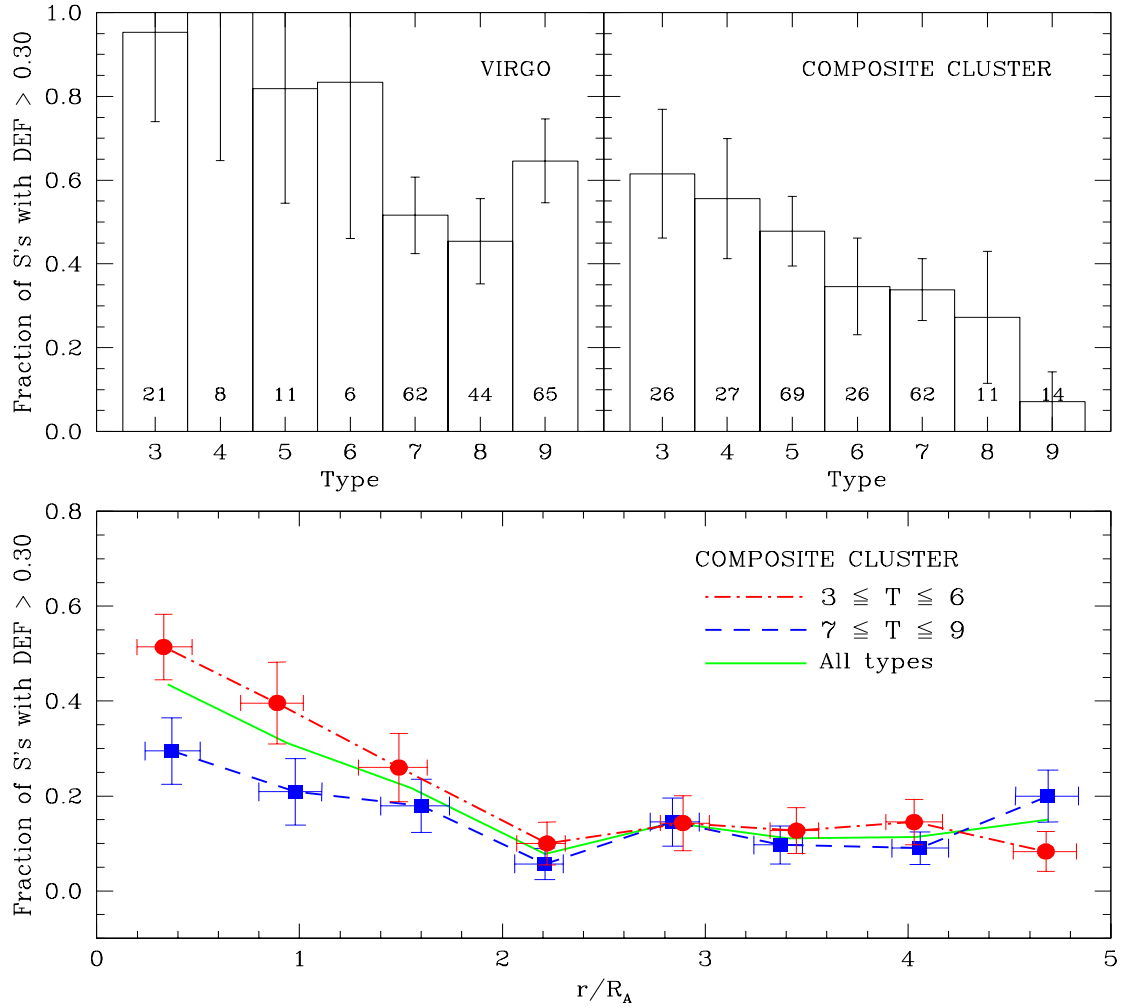 Fraction of S's with DEF > 0.30
1.0
0.8
0.6
0.4
0.2
0.0
VIRGO
21 8 11 6 62 44 65
3 4 5 6 7 8 9
Type
COMPOSITE CLUSTER
26 27 69 26 62 11 14
3 4 5 6 7 8 9
Type
Fraction of S's with DEF > 0.30
0.8
0.6
0.4
0.2
0.0
COMPOSITE CLUSTER
3 ≦ T ≦ 6
7 ≦ T ≦ 9
All types
0 1 2 3 4 5
r/R_A